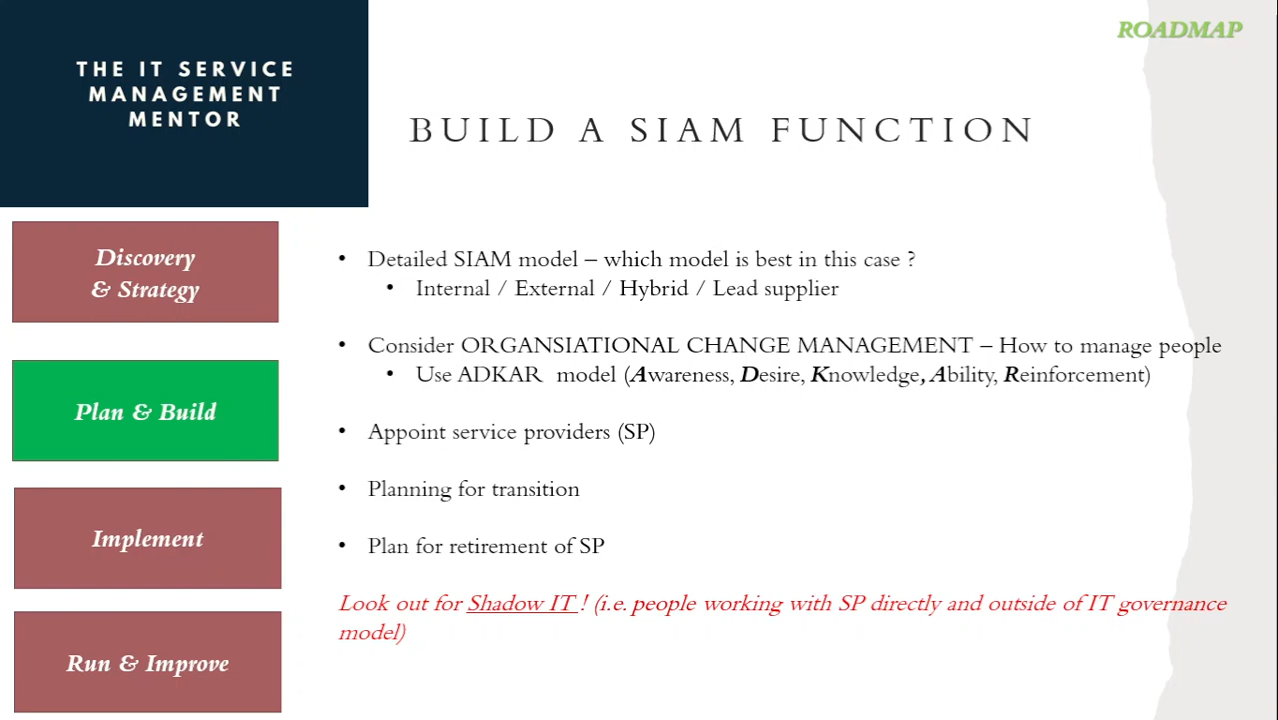 ROADMAP
THE IT SERVICE
MANAGEMENT
MENTOR
BUILD A SIAM FUNCTION
Discovery
& Strategy
Plan & Build
Implement
Run & Improve
• Detailed SIAM model – which model is best in this case ?
• Internal / External / Hybrid / Lead supplier
• Consider ORGANSIATIONAL CHANGE MANAGEMENT – How to manage people
• Use ADKAR model (Awareness, Desire, Knowledge, Ability, Reinforcement)
• Appoint service providers (SP)
• Planning for transition
• Plan for retirement of SP
Look out for Shadow IT ! (i.e. people working with SP directly and outside of IT governance
model)